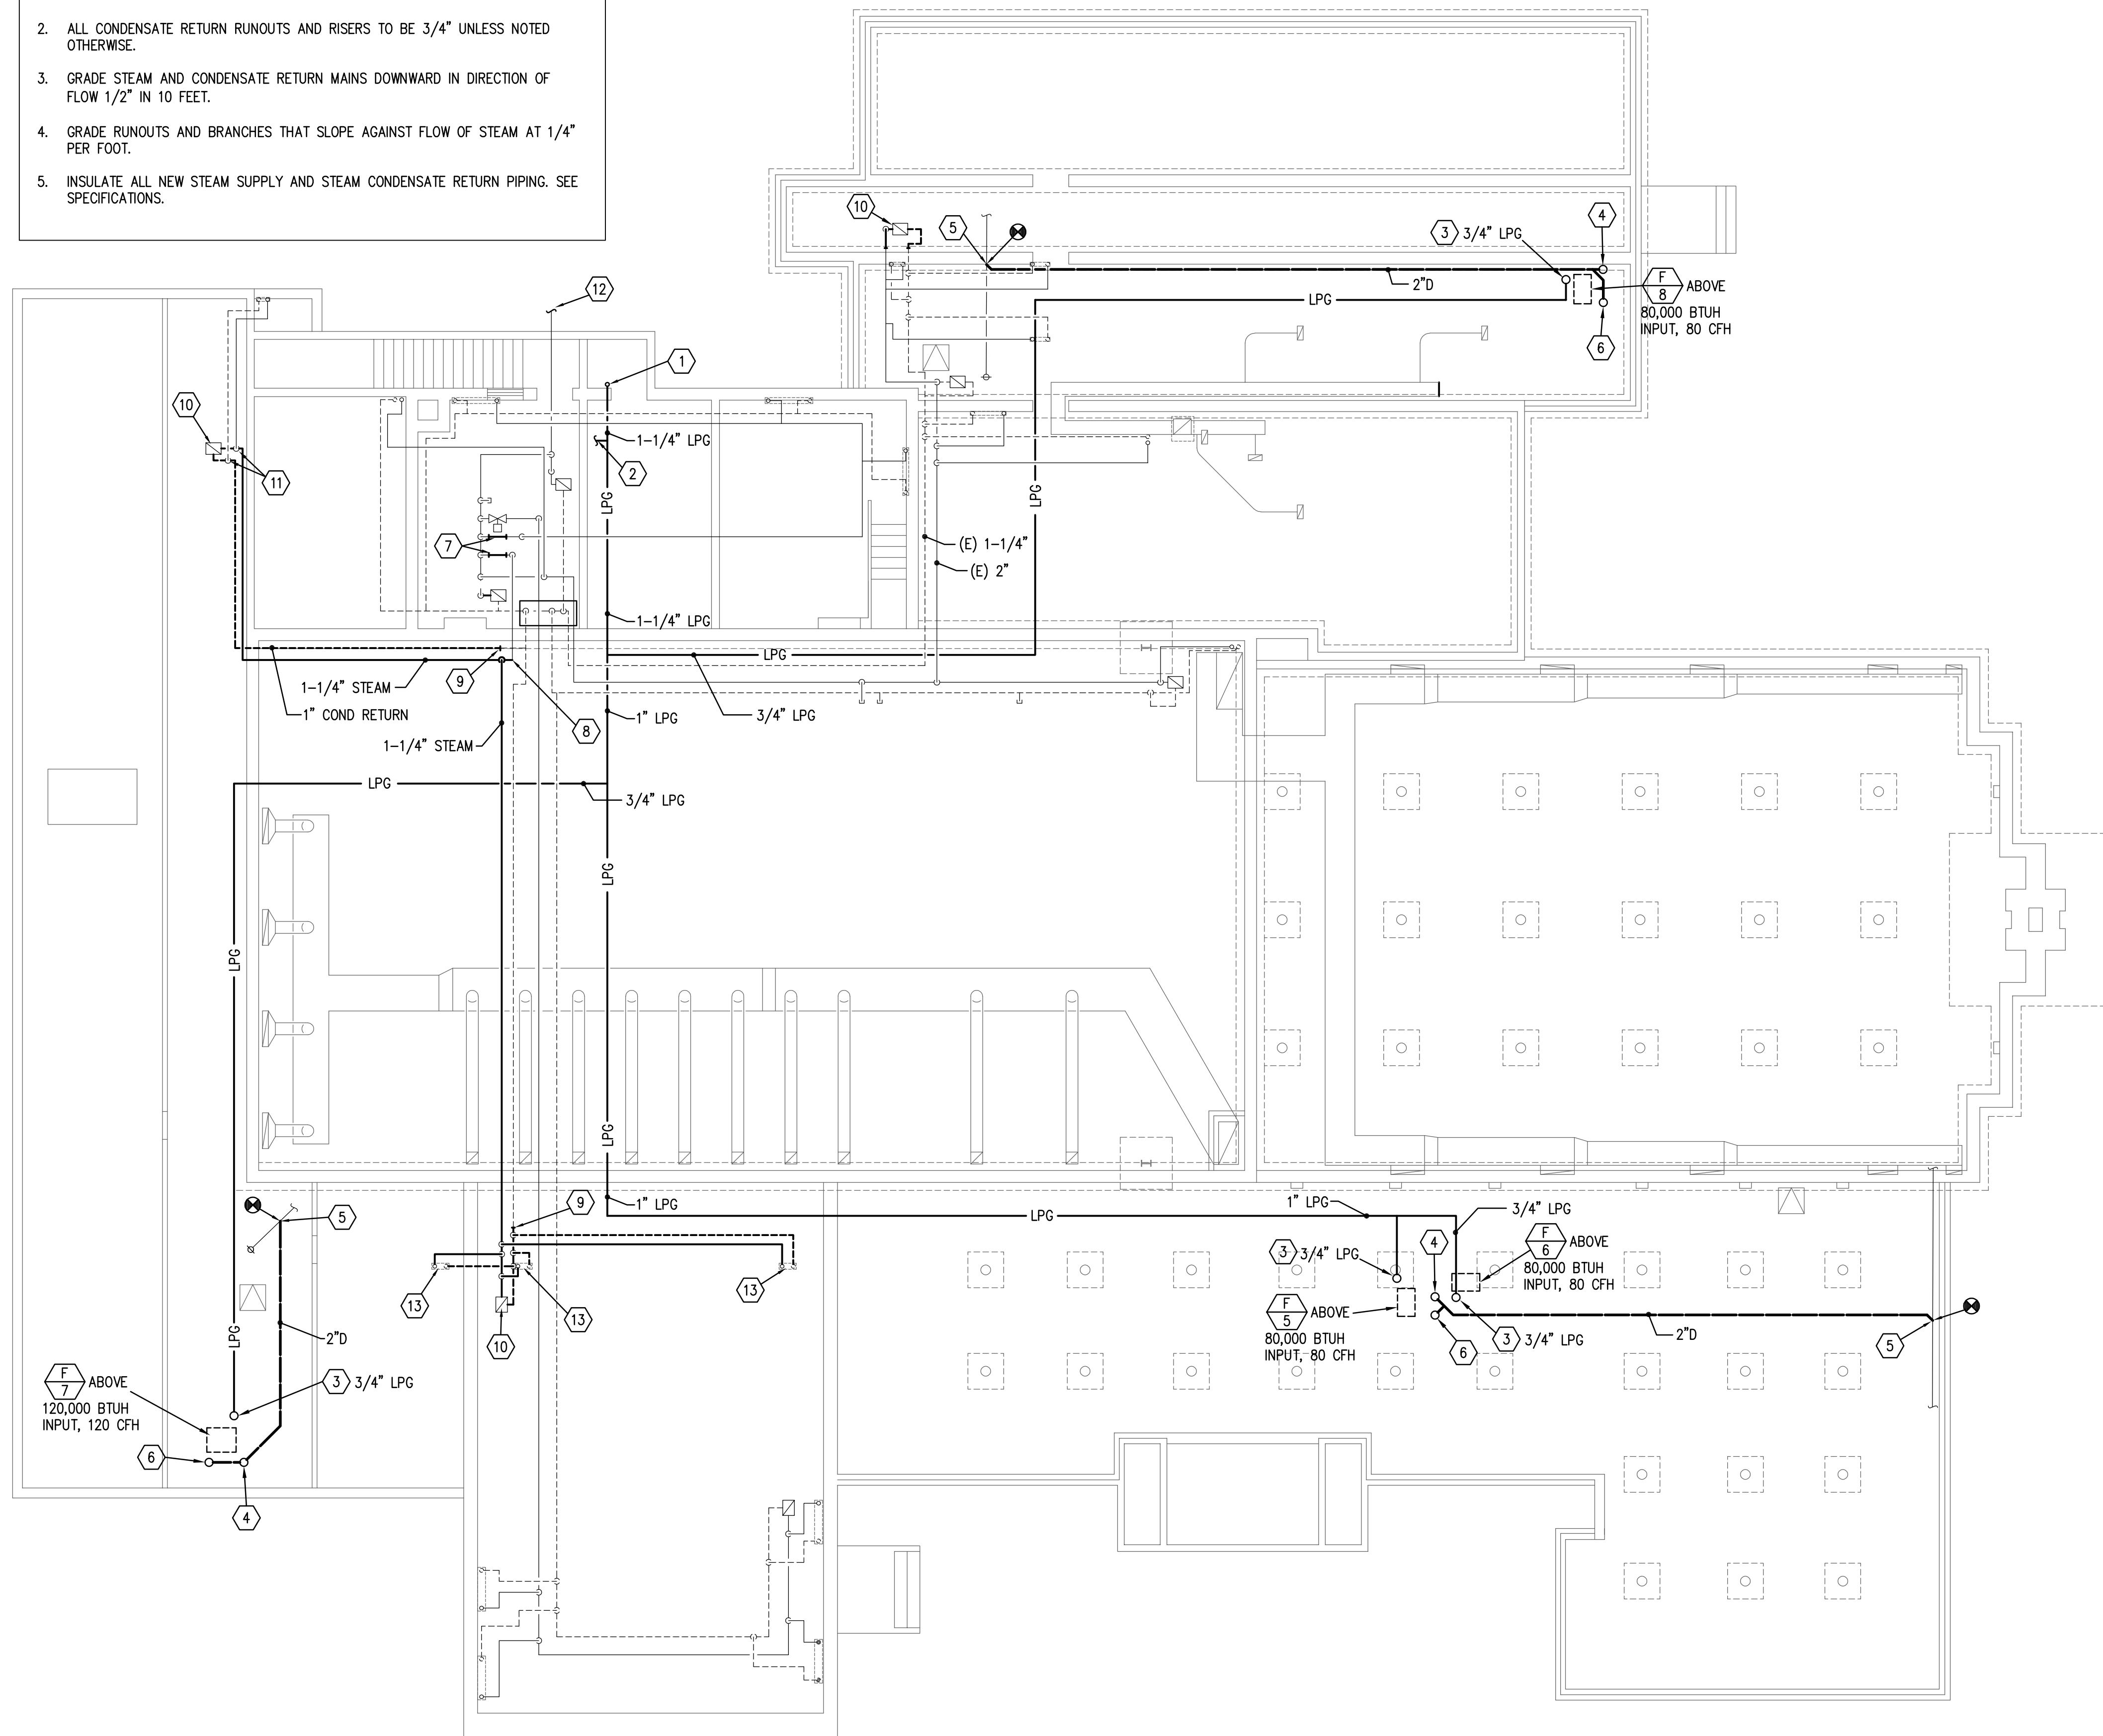 2. ALL CONDENSATE RETURN RUNOUTS AND RISERS TO BE 3/4" UNLESS NOTED
OTHERWISE.
3. GRADE STEAM AND CONDENSATE RETURN MAINS DOWNWARD IN DIRECTION OF
FLOW 1/2" IN 10 FEET.
4. GRADE RUNOUTS AND BRANCHES THAT SLOPE AGAINST FLOW OF STEAM AT 1/4"
PER FOOT.
5. INSULATE ALL NEW STEAM SUPPLY AND STEAM CONDENSATE RETURN PIPING. SEE
SPECIFICATIONS.
10
5
3 3/4" LPG
4
2"D
LPG
F
8
ABOVE
80,000 BTUH
INPUT, 80 CFH
6
12
1
10
11
1-1/4" LPG
2
LPG
LPG
7
(E) 1-1/4"
(E) 2"
1-1/4" LPG
LPG
9
1-1/4" STEAM
1" COND RETURN
1-1/4" STEAM
8
1" LPG
3/4" LPG
LPG
3/4" LPG
LPG
LPG
LPG
5
9
1" LPG
LPG
1" LPG
3/4" LPG
3 3/4" LPG
4
F
6
ABOVE
80,000 BTUH
INPUT, 80 CFH
13
13
13
10
F
5
ABOVE
80,000 BTUH
INPUT, 80 CFH
6
3 3/4" LPG
2"D
5
LPG
2"D
F
7
ABOVE
120,000 BTUH
INPUT, 120 CFH
3 3/4" LPG
6
4